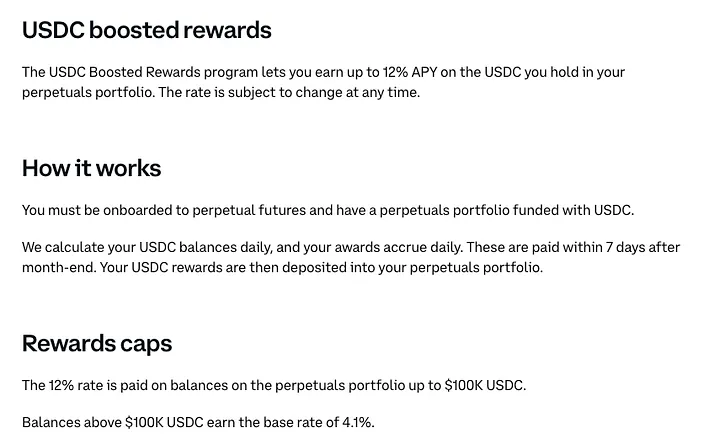 USDC boosted rewards
The USDC Boosted Rewards program lets you earn up to 12% APY on the USDC you hold in your
perpetuals portfolio. The rate is subject to change at any time.
How it works
You must be onboarded to perpetual futures and have a perpetuals portfolio funded with USDC.
We calculate your USDC balances daily, and your awards accrue daily. These are paid within 7 days after
month-end. Your USDC rewards are then deposited into your perpetuals portfolio.
Rewards caps
The 12% rate is paid on balances on the perpetuals portfolio up to $100K USDC.
Balances above $100K USDC earn the base rate of 4.1%.